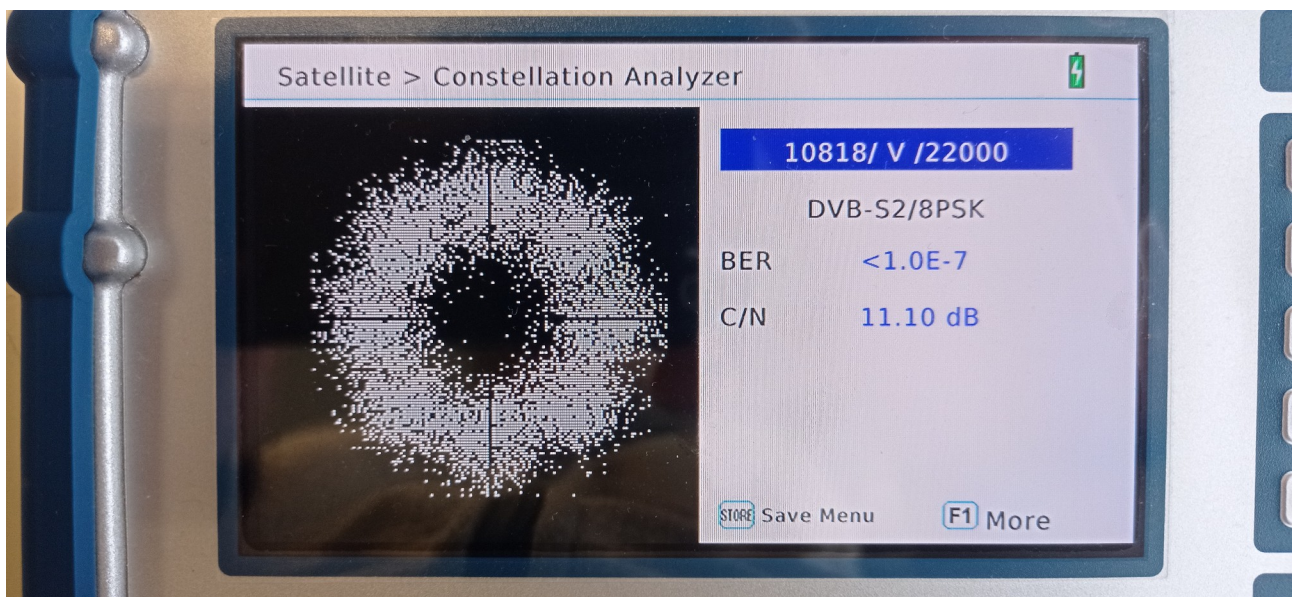 Satellite > Constellation Analyzer
10818/ V /22000
DVB-S2/8PSK
BER <1.0E-7
C/N 11.10 dB
STORE Save Menu F1 More